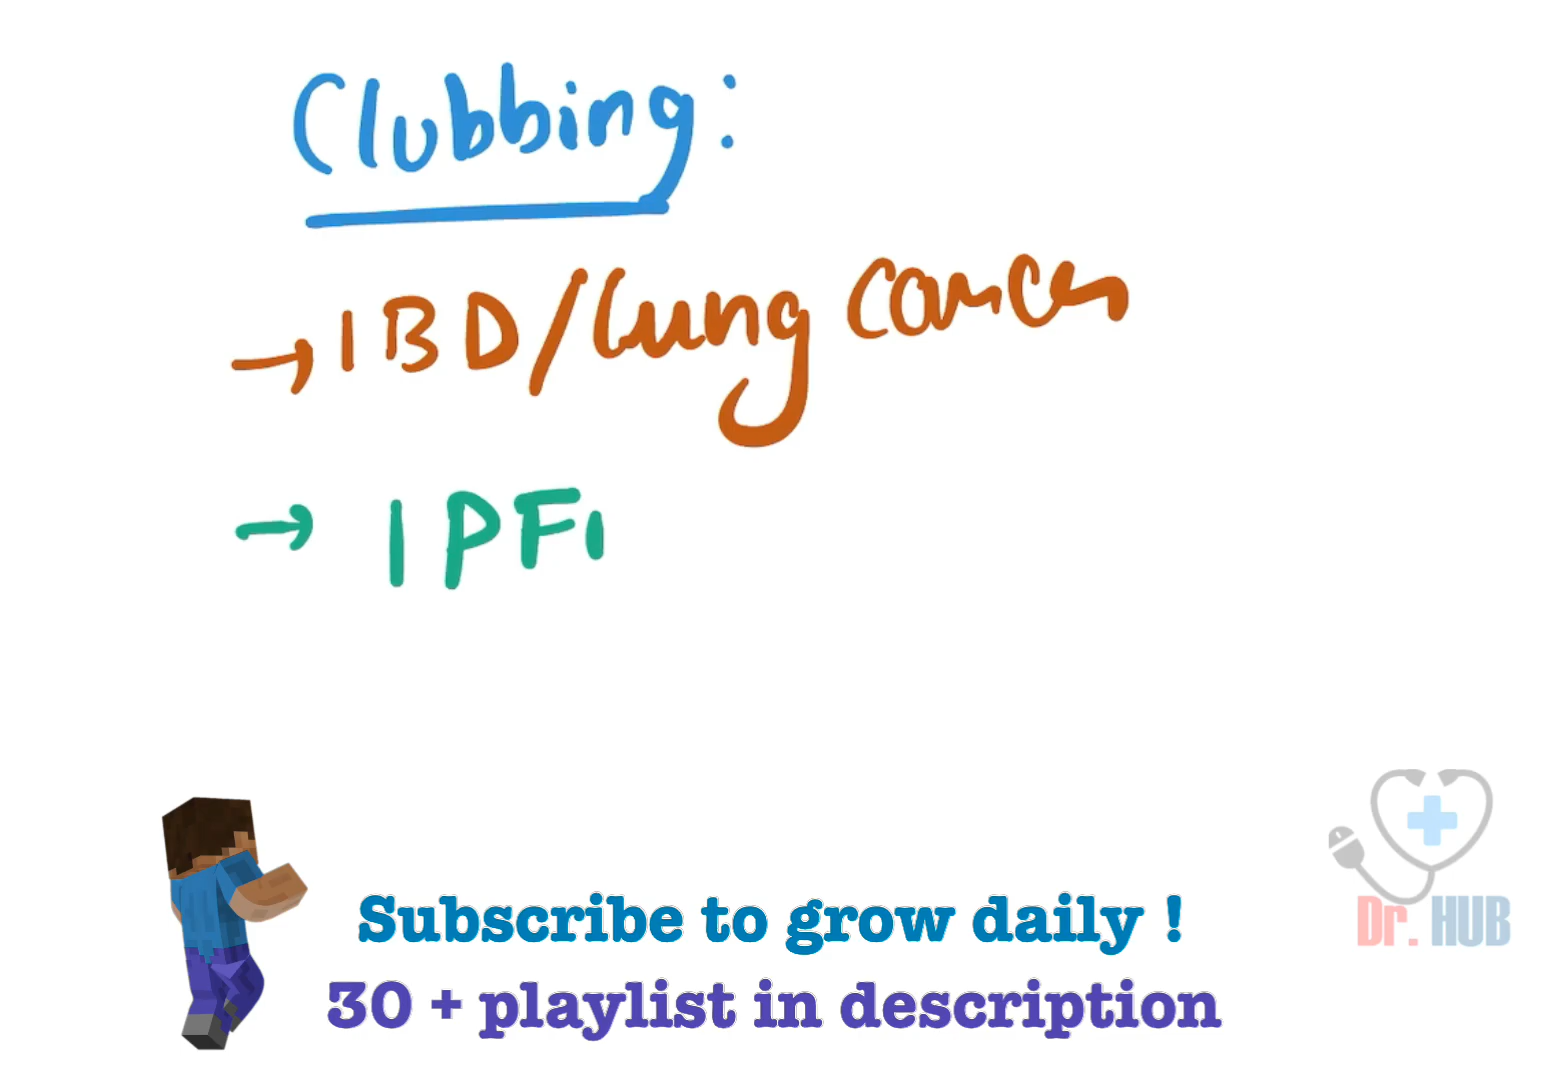 Clubbing:
→ IBD/Lung cancer
→ IPF
Subscribe to grow daily !
30 + playlist in description
Dr. HUB